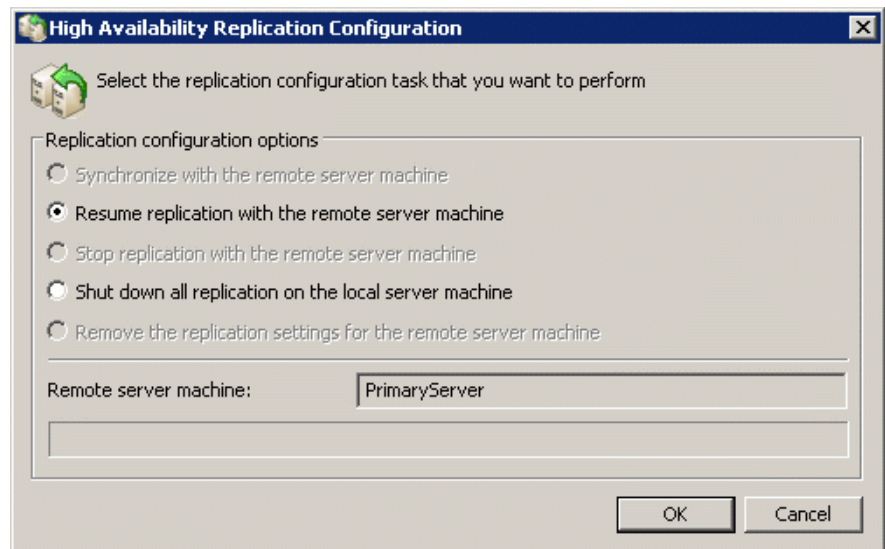 High Availability Replication Configuration
Select the replication configuration task that you want to perform
Replication configuration options
Synchronize with the remote server machine
Resume replication with the remote server machine
Stop replication with the remote server machine
Shut down all replication on the local server machine
Remove the replication settings for the remote server machine
Remote server machine: PrimaryServer
OK Cancel